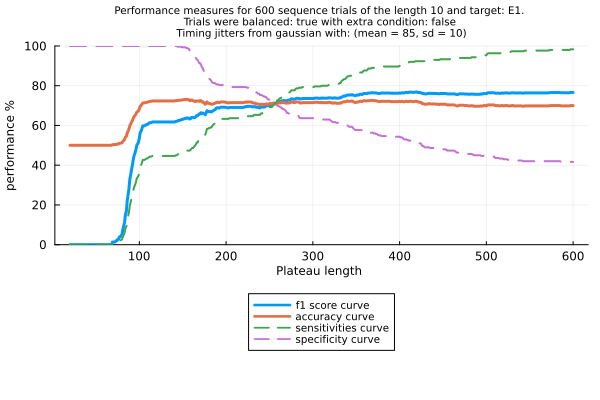 Performance measures for 600 sequence trials of the length 10 and target: E1.
Trials were balanced: true with extra condition: false
Timing jitters from gaussian with: (mean = 85, sd = 10)
100
80
60
40
20
0
performance %
100 200 300 400 500 600
Plateau length
f1 score curve
accuracy curve
sensitivities curve
specificity curve